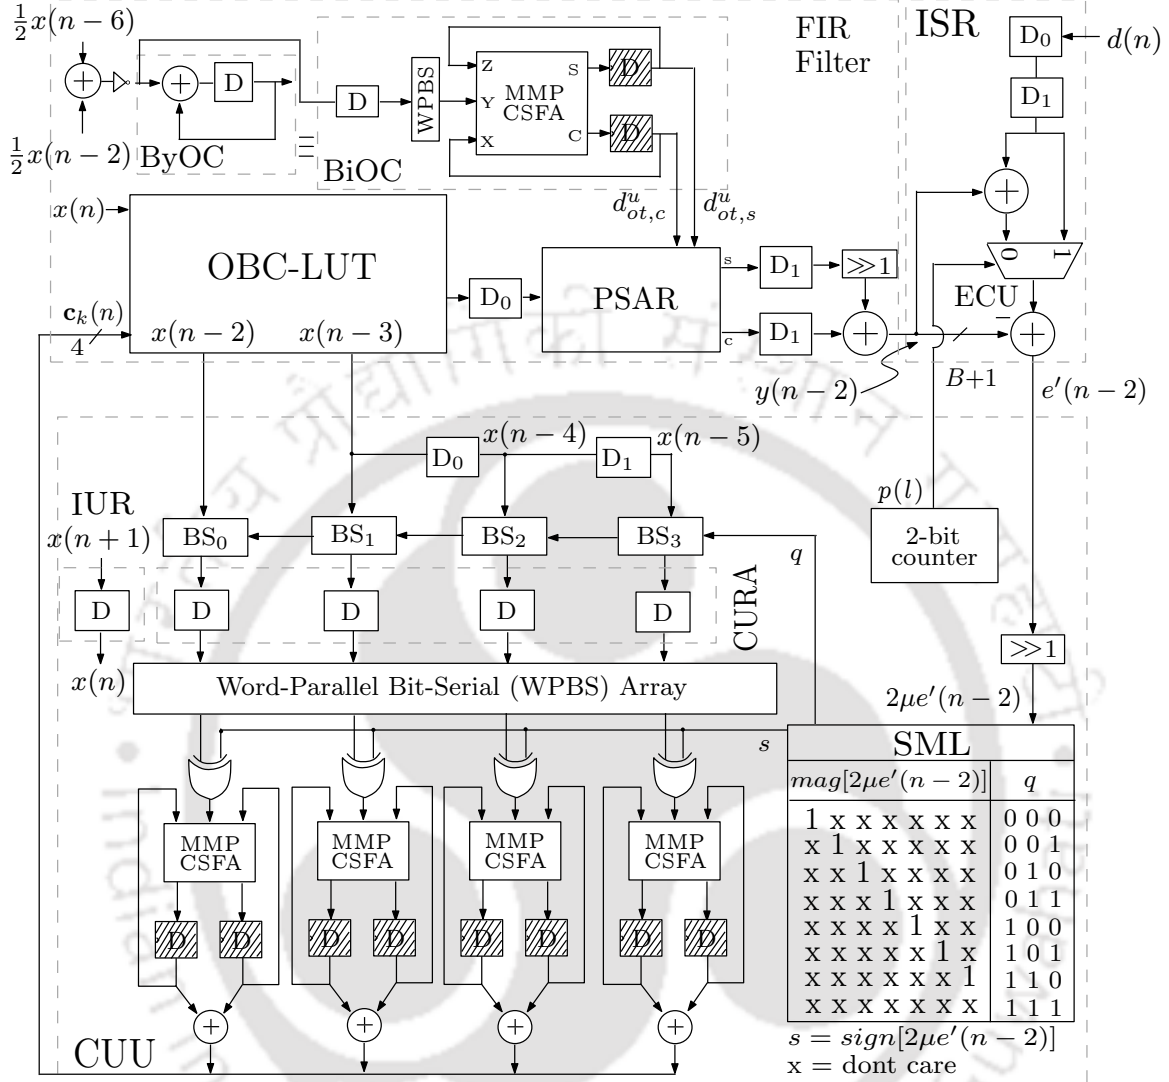 ½x(n − 6)
½x(n − 2)
D
ByOC
D
WPBS
Z
Y
X
MMP
CSFA
S
C
D
D
BiOC
FIR
Filter
ISR
D₀
d(n)
D₁
0
1
ECU
−
x(n)
OBC-LUT
c_k(n)
4
x(n − 2)
x(n − 3)
D₀
d^u_{ot,c}
d^u_{ot,s}
PSAR
s
c
D₁
≫1
D₁
y(n − 2)
B+1
e′(n − 2)
D₀
x(n − 4)
D₁
x(n − 5)
IUR
x(n + 1)
D
x(n)
BS₀
BS₁
BS₂
BS₃
q
D
D
D
D
CURA
p(l)
2-bit
counter
≫1
2μe′(n − 2)
Word-Parallel Bit-Serial (WPBS) Array
s
MMP
CSFA
MMP
CSFA
MMP
CSFA
MMP
CSFA
D D
D D
D D
D D
CUU
SML
mag[2μe′(n − 2)] q
1 x x x x x x 0 0 0
x 1 x x x x x 0 0 1
x x 1 x x x x 0 1 0
x x x 1 x x x 0 1 1
x x x x 1 x x 1 0 0
x x x x x 1 x 1 0 1
x x x x x x 1 1 1 0
x x x x x x x 1 1 1
s = sign[2μe′(n − 2)]
x = dont care